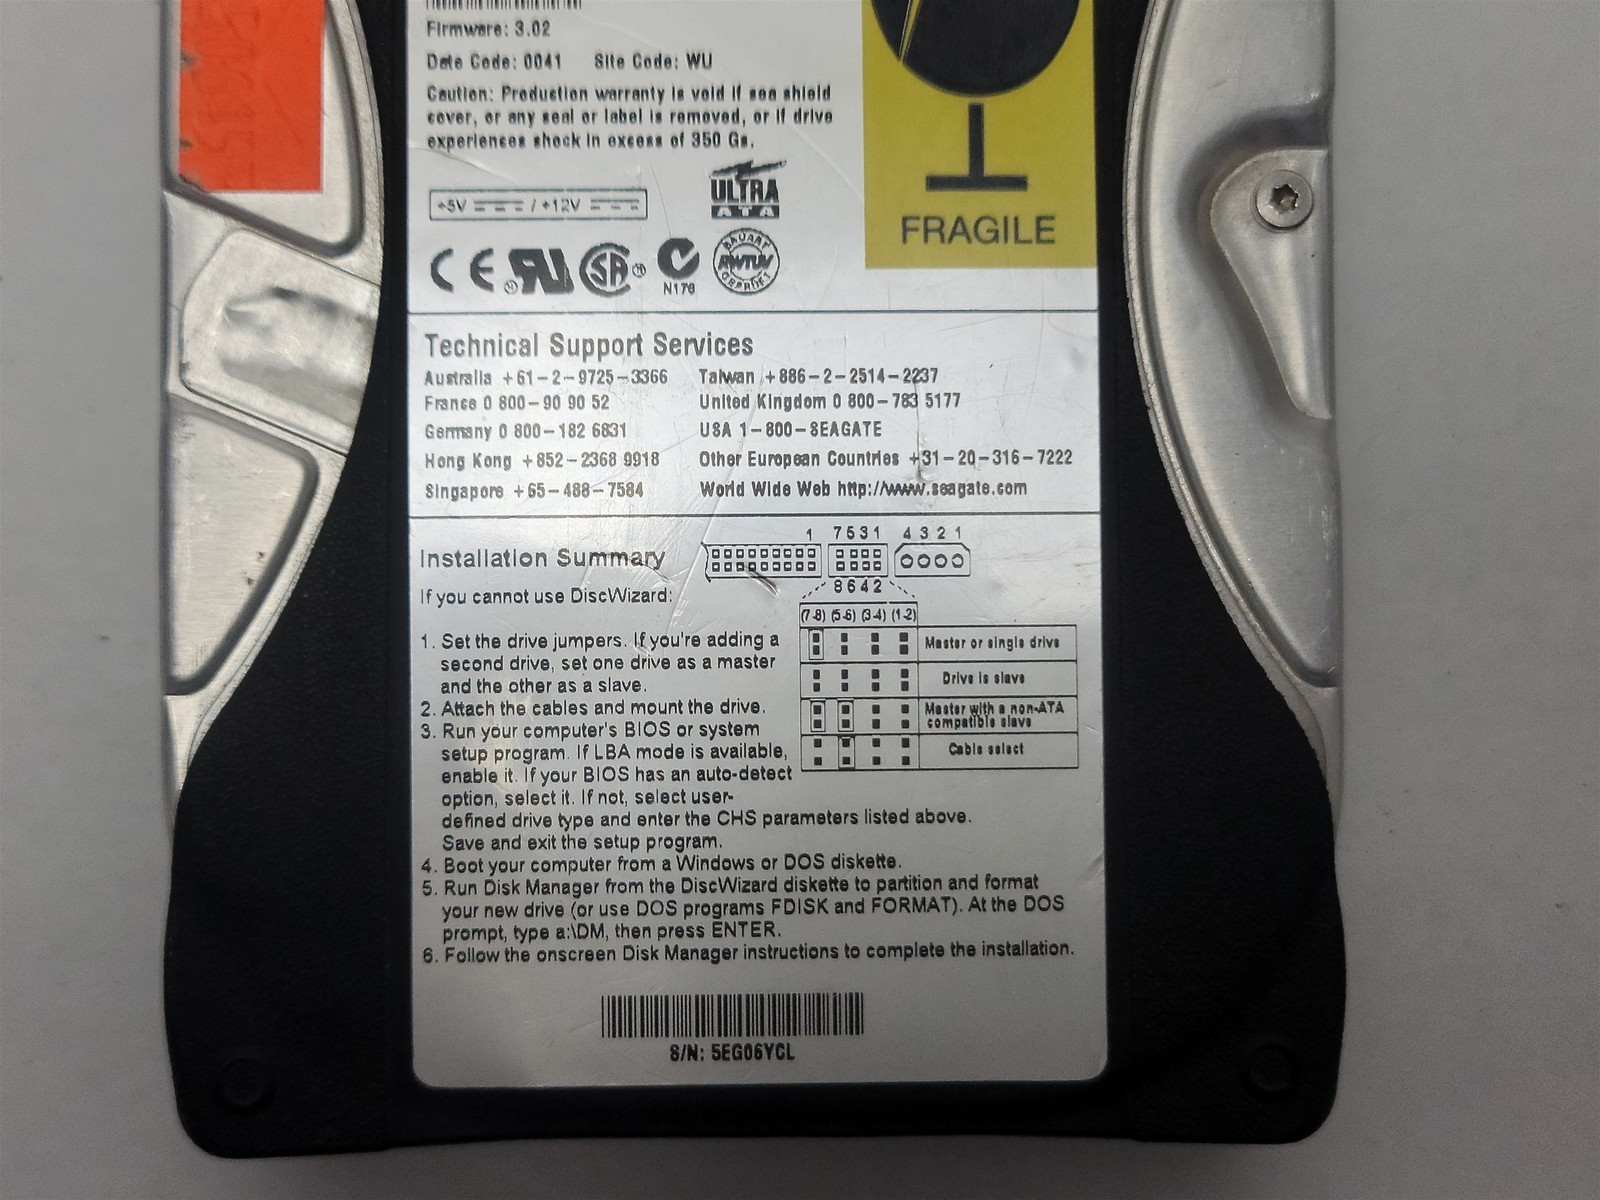 Firmware: 3.02
Date Code: 0041 Site Code: WU
Caution: Production warranty is void if sea shield
cover, or any seal or label is removed, or if drive
experiences shock in excess of 350 Gs.
+5V / +12V
ULTRA
ATA
CE
N176
BAUART
RWTUV
GEPRÜFT
FRAGILE
Technical Support Services
Australia +61-2-9725-3366 Taiwan +886-2-2514-2237
France 0 800-90 90 52 United Kingdom 0 800-783 5177
Germany 0 800-182 6831 USA 1-800-SEAGATE
Hong Kong +852-2368 9918 Other European Countries +31-20-316-7222
Singapore +65-488-7584 World Wide Web http://www.seagate.com
Installation Summary
1 7531 4321
8642
(7-8) (5-6) (3-4) (1-2)
Master or single drive
Drive is slave
Master with a non-ATA
compatible slave
Cable select
If you cannot use DiscWizard:
1. Set the drive jumpers. If you're adding a
second drive, set one drive as a master
and the other as a slave.
2. Attach the cables and mount the drive.
3. Run your computer's BIOS or system
setup program. If LBA mode is available,
enable it. If your BIOS has an auto-detect
option, select it. If not, select user-
defined drive type and enter the CHS parameters listed above.
Save and exit the setup program.
4. Boot your computer from a Windows or DOS diskette.
5. Run Disk Manager from the DiscWizard diskette to partition and format
your new drive (or use DOS programs FDISK and FORMAT). At the DOS
prompt, type a:\DM, then press ENTER.
6. Follow the onscreen Disk Manager instructions to complete the installation.
S/N: 5EG06YCL